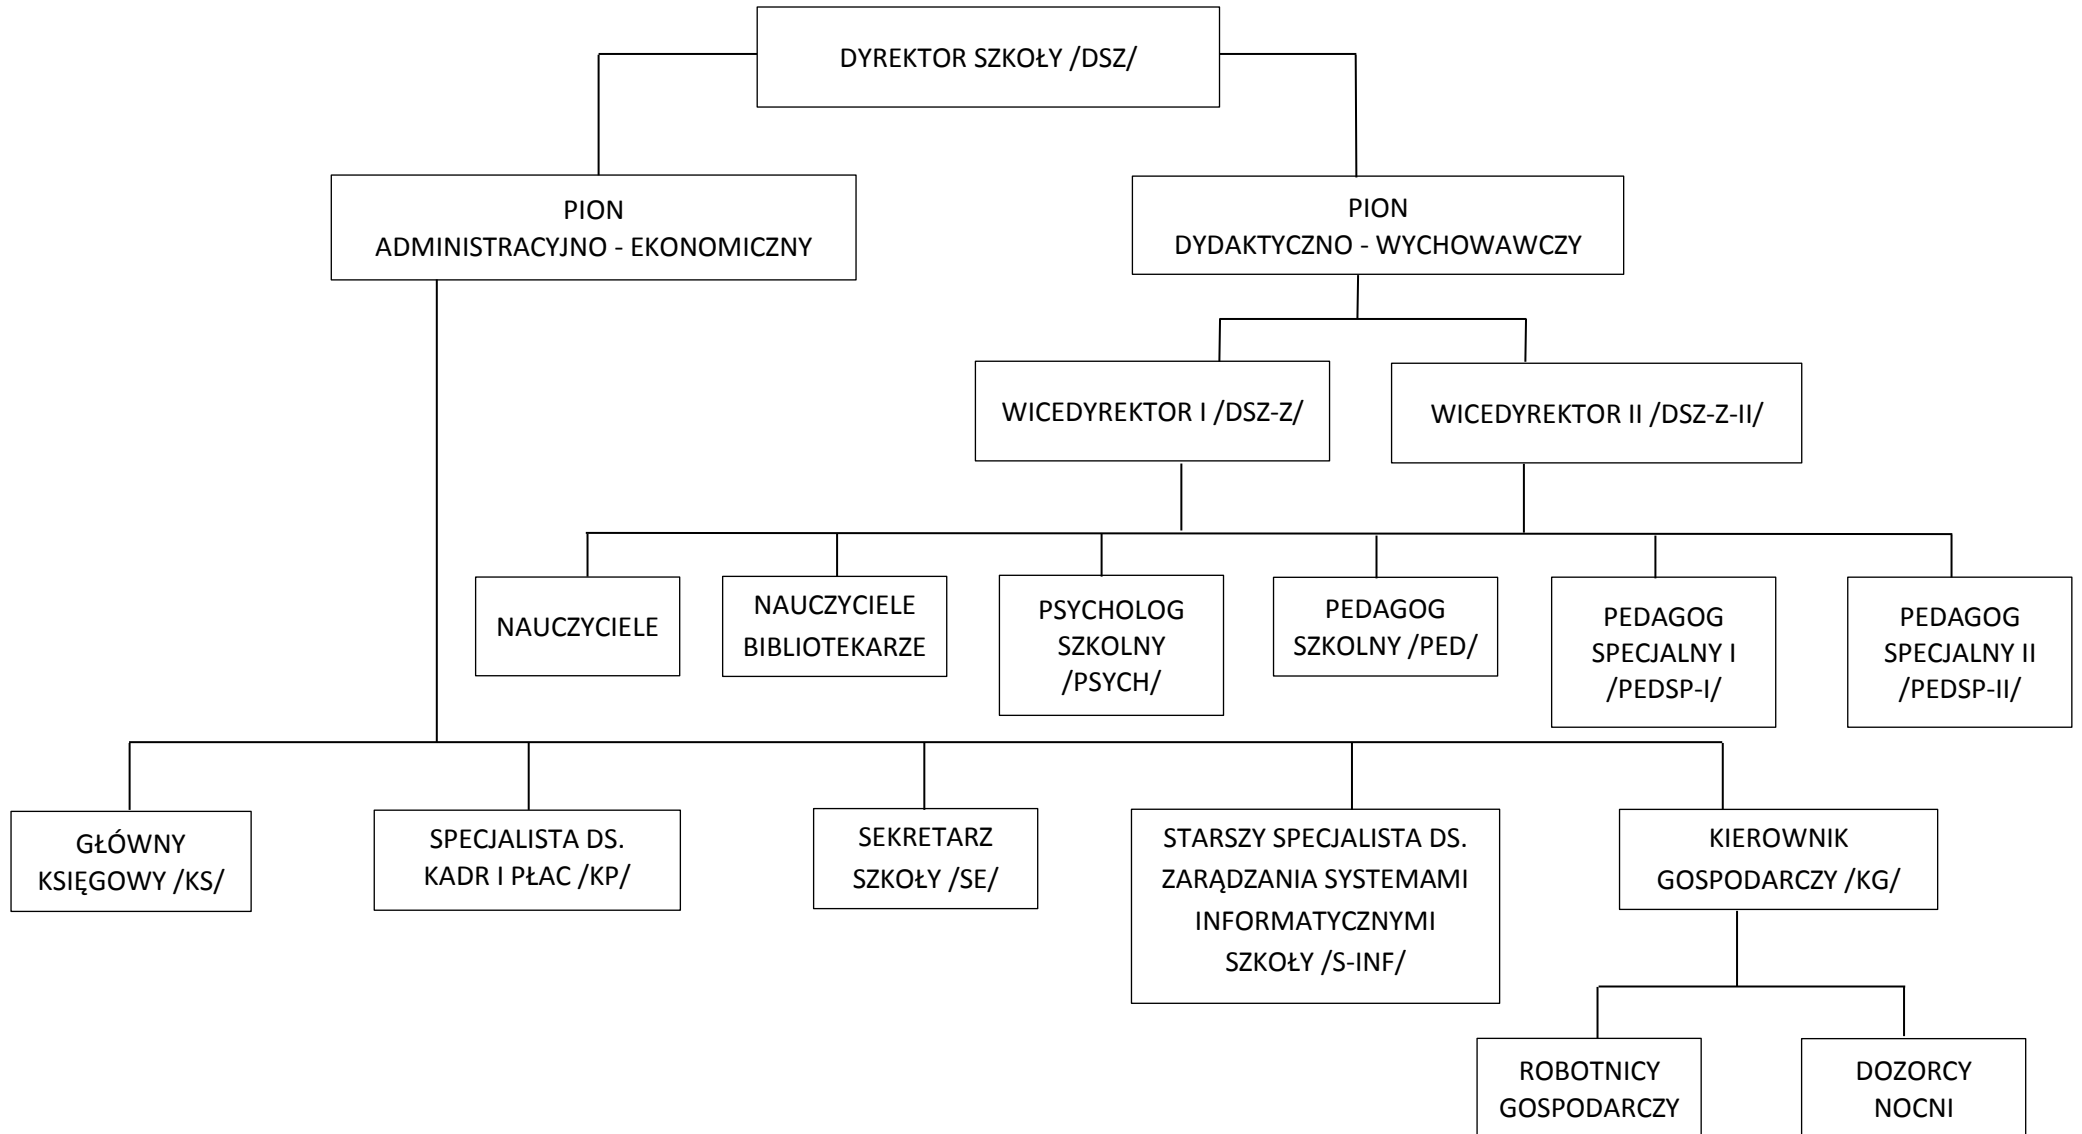 DYREKTOR SZKOŁY /DSZ/
PION
ADMINISTRACYJNO - EKONOMICZNY
PION
DYDAKTYCZNO - WYCHOWAWCZY
WICEDYREKTOR I /DSZ-Z/
WICEDYREKTOR II /DSZ-Z-II/
NAUCZYCIELE
NAUCZYCIELE
BIBLIOTEKARZE
PSYCHOLOG
SZKOLNY
/PSYCH/
PEDAGOG
SZKOLNY /PED/
PEDAGOG
SPECJALNY I
/PEDSP-I/
PEDAGOG
SPECJALNY II
/PEDSP-II/
GŁÓWNY
KSIĘGOWY /KS/
SPECJALISTA DS.
KADR I PŁAC /KP/
SEKRETARZ
SZKOŁY /SE/
STARSZY SPECJALISTA DS.
ZARĄDZANIA SYSTEMAMI
INFORMATYCZNYMI
SZKOŁY /S-INF/
KIEROWNIK
GOSPODARCZY /KG/
ROBOTNICY
GOSPODARCZY
DOZORCY
NOCNI